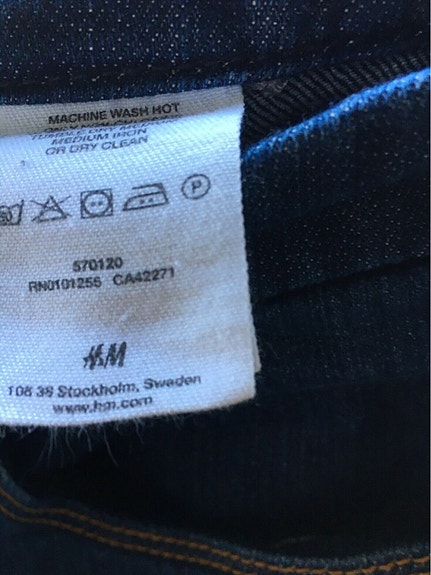 MACHINE WASH HOT
MEDIUM IRON
OR DRY CLEAN
P
570120
RN0101255 CA42271
H&M
106 38 Stockholm, Sweden
www.hm.com